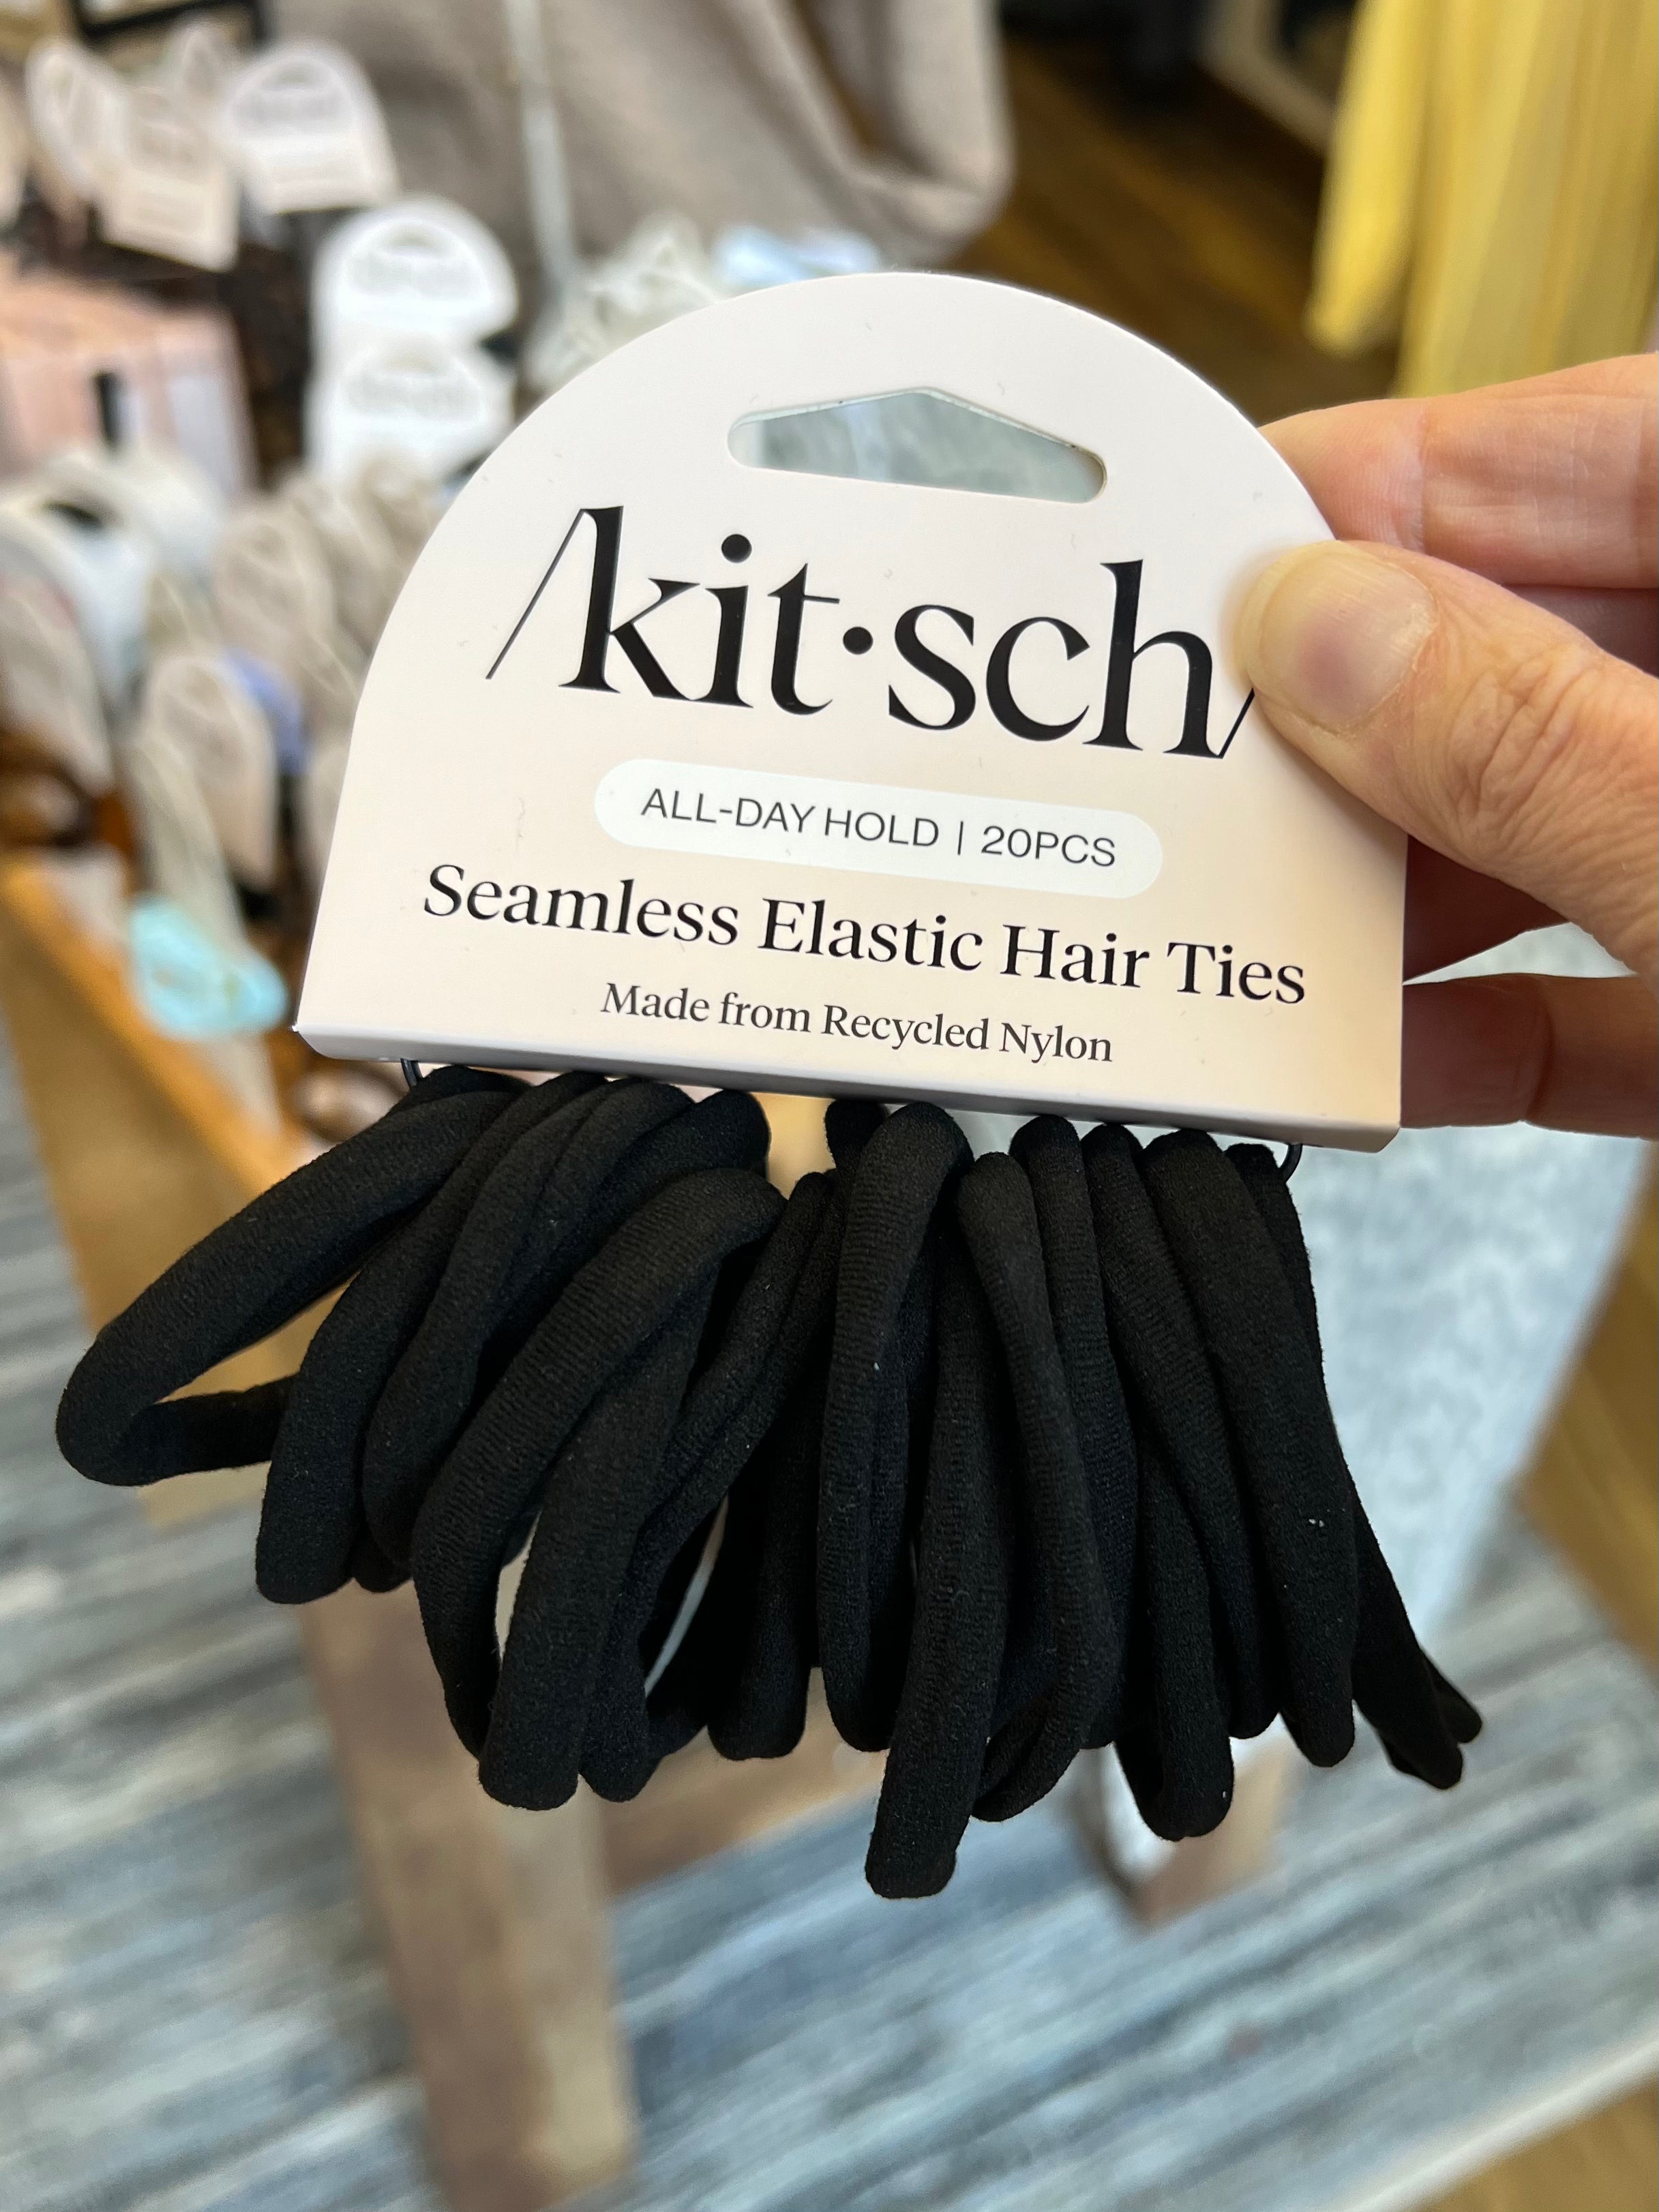 /kit·sch/
ALL-DAY HOLD | 20PCS
Seamless Elastic Hair Ties
Made from Recycled Nylon